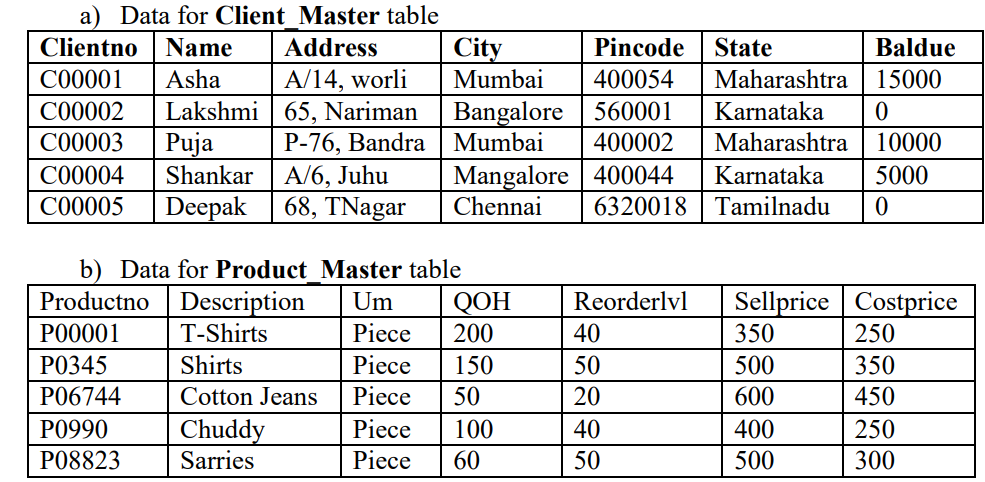 a) Data for Client_Master table
Clientno Name Address City Pincode State Baldue
C00001 Asha A/14, worli Mumbai 400054 Maharashtra 15000
C00002 Lakshmi 65, Nariman Bangalore 560001 Karnataka 0
C00003 Puja P-76, Bandra Mumbai 400002 Maharashtra 10000
C00004 Shankar A/6, Juhu Mangalore 400044 Karnataka 5000
C00005 Deepak 68, TNagar Chennai 6320018 Tamilnadu 0
b) Data for Product_Master table
Productno Description Um QOH Reorderlvl Sellprice Costprice
P00001 T-Shirts Piece 200 40 350 250
P0345 Shirts Piece 150 50 500 350
P06744 Cotton Jeans Piece 50 20 600 450
P0990 Chuddy Piece 100 40 400 250
P08823 Sarries Piece 60 50 500 300